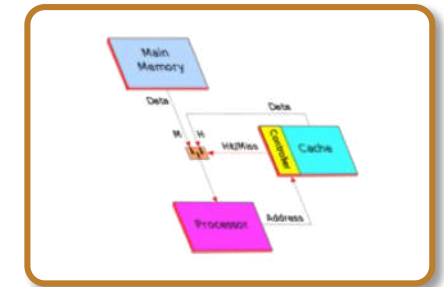 Main
Memory
Data
Data
M
H
Hit/Miss
Controller
Cache
Processor
Address